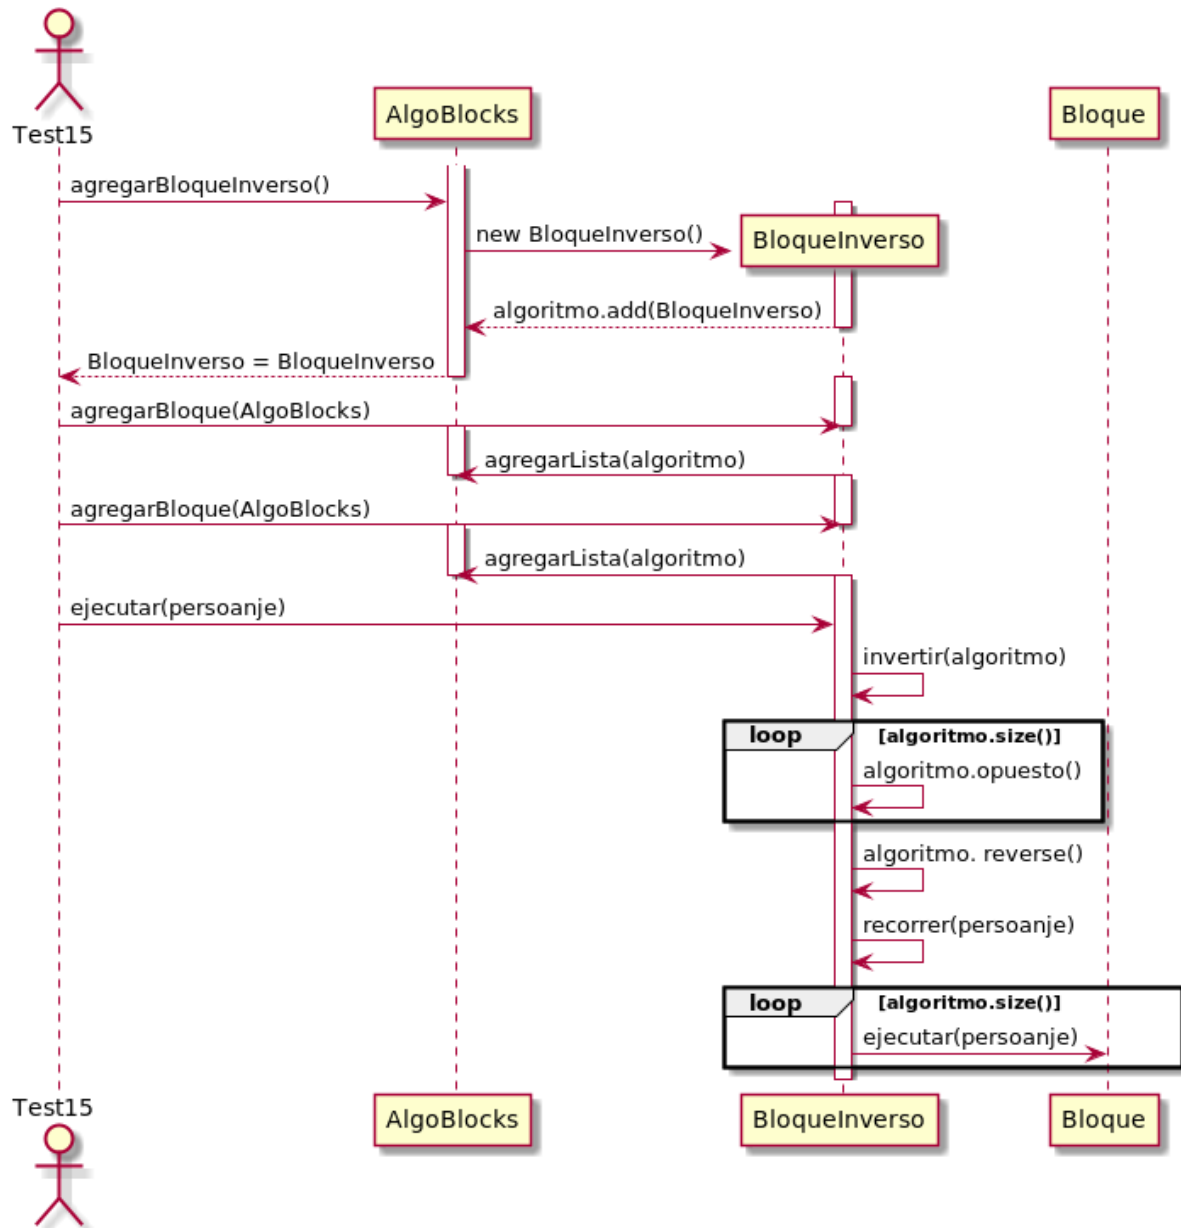 Test15
AlgoBlocks
Bloque
agregarBloqueInverso()
new BloqueInverso()
BloqueInverso
algoritmo.add(BloqueInverso)
BloqueInverso = BloqueInverso
agregarBloque(AlgoBlocks)
agregarLista(algoritmo)
agregarBloque(AlgoBlocks)
agregarLista(algoritmo)
ejecutar(persoanje)
invertir(algoritmo)
loop [algoritmo.size()]
algoritmo.opuesto()
algoritmo. reverse()
recorrer(persoanje)
loop [algoritmo.size()]
ejecutar(persoanje)
Test15
AlgoBlocks
BloqueInverso
Bloque